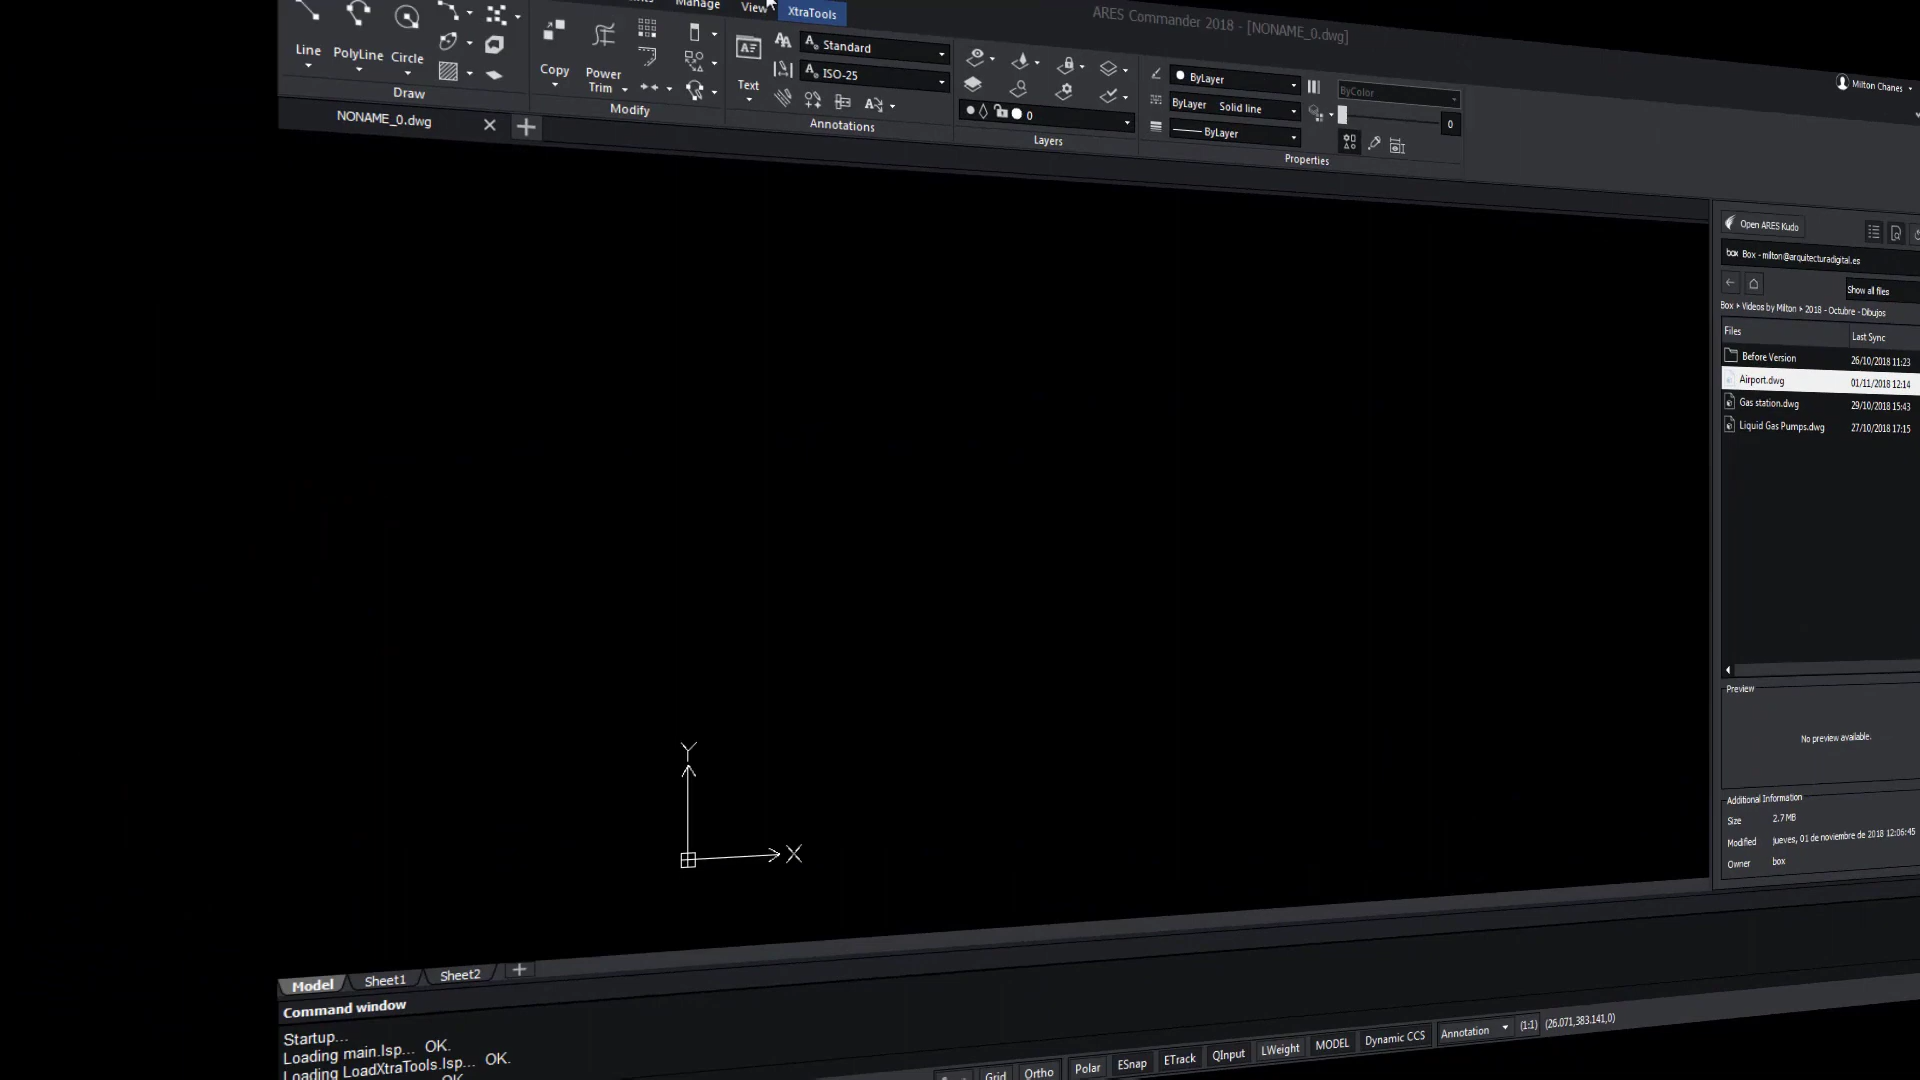 Manage
View
XtraTools
ARES Commander 2018 - [NONAME_0.dwg]
Milton Chanes
Line
PolyLine
Circle
Copy
Power
Trim
Text
Standard
ISO-25
0
ByLayer
ByLayer Solid line
ByLayer
ByColor
0
Draw
Modify
Annotations
Layers
Properties
NONAME_0.dwg
Open ARES Kudo
box Box - milton@arquitecturadigital.es
Show all files
Box ▸ Videos by Milton ▸ 2018 - Octubre - Dibujos
Files Last Sync
Before Version 26/10/2018 11:23
Airport.dwg 01/11/2018 12:14
Gas station.dwg 29/10/2018 15:43
Liquid Gas Pumps.dwg 27/10/2018 17:15
Preview
No preview available.
Additional Information
Size 2.7 MB
Modified jueves, 01 de noviembre de 2018 12:06:45
Owner box
Y
X
Model
Sheet1
Sheet2
Command window
Startup...
Loading main.lsp... OK.
Loading LoadXtraTools.lsp... OK.
OK.
Grid
Ortho
Polar
ESnap
ETrack
QInput
LWeight
MODEL
Dynamic CCS
Annotation
(1:1)
(26.071,383.141,0)